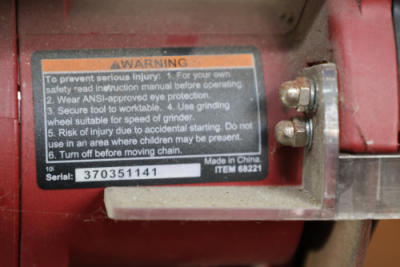 ⚠WARNING
To prevent serious injury: 1. For your own
safety read instruction manual before operating.
2. Wear ANSI-approved eye protection.
3. Secure tool to worktable. 4. Use grinding
wheel suitable for speed of grinder.
5. Risk of injury due to accidental starting. Do not
use in an area where children may be present.
6. Turn off before moving chain.
Made in China.
10i
Serial: 370351141 ITEM 68221